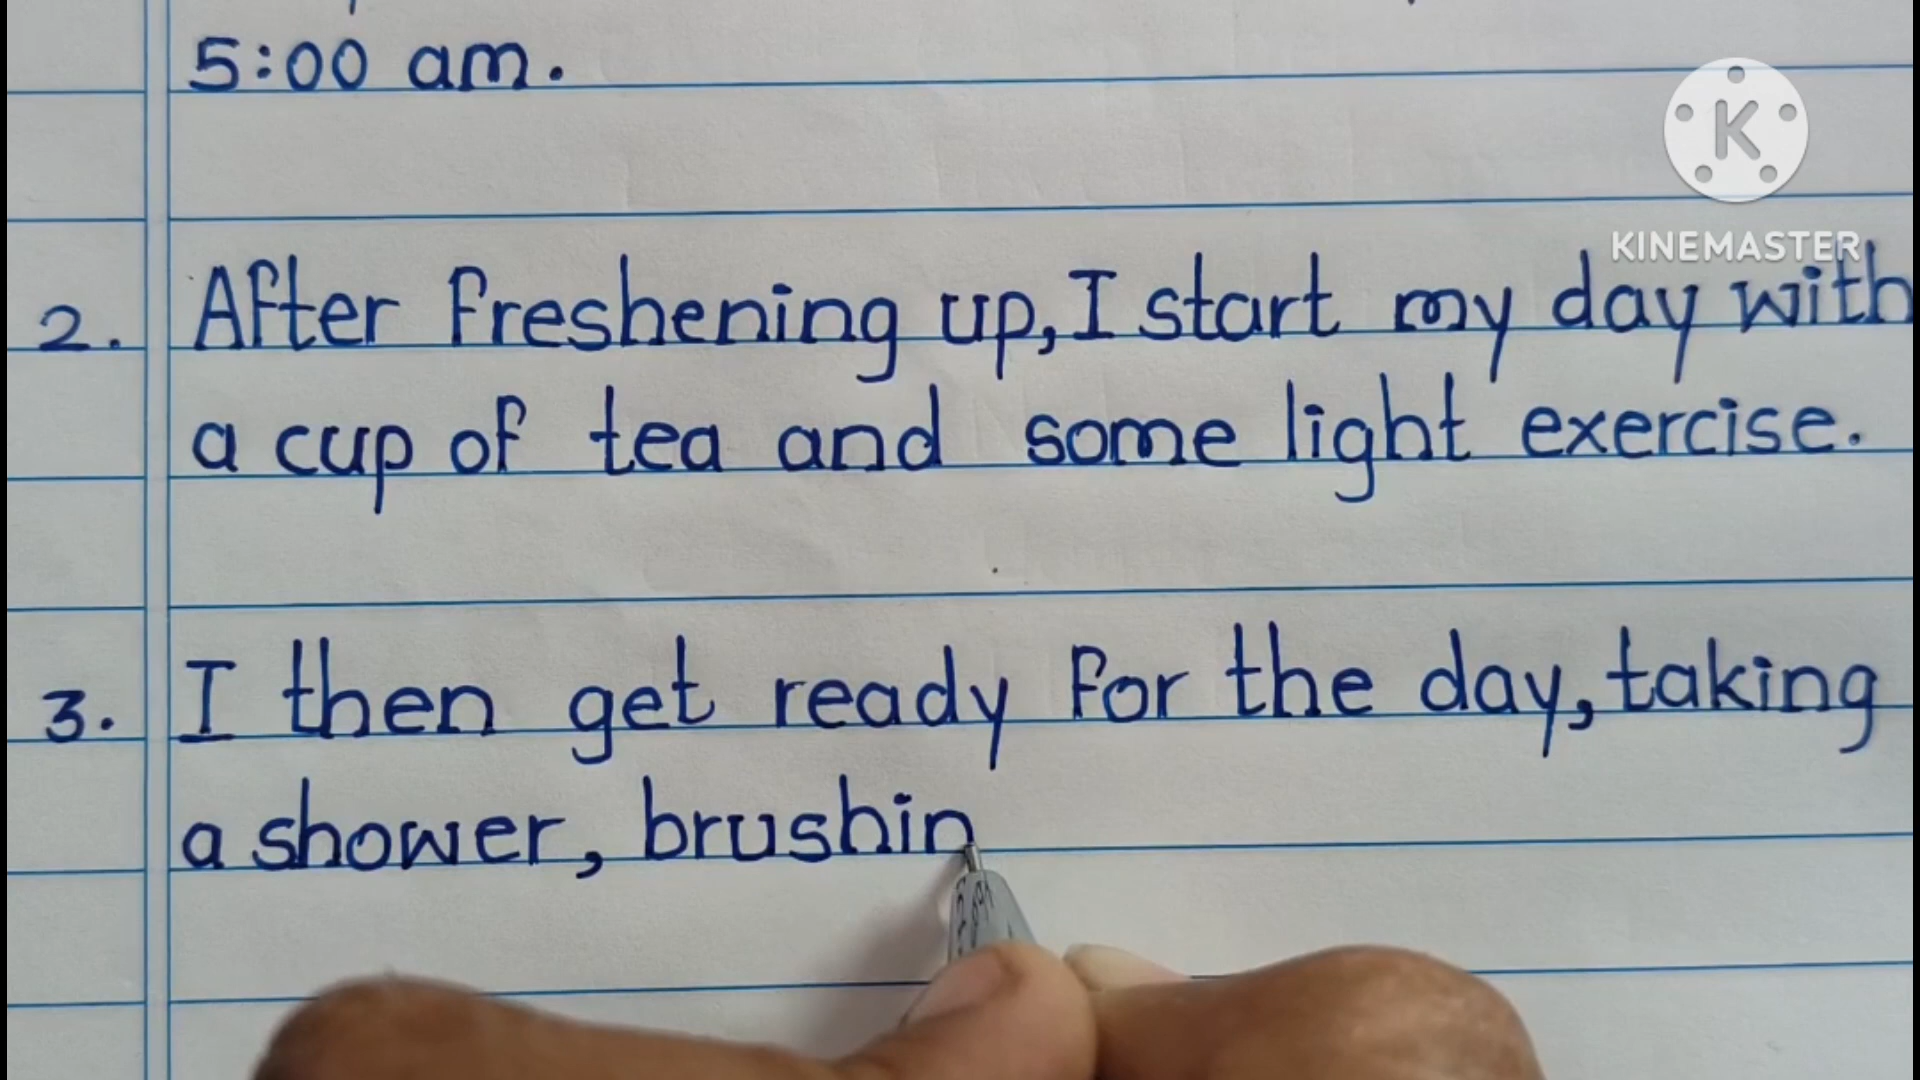 5:00 am.
KINEMASTER
2. After freshening up, I start my day with
a cup of tea and some light exercise.
3. I then get ready for the day, taking
a shower, brushin